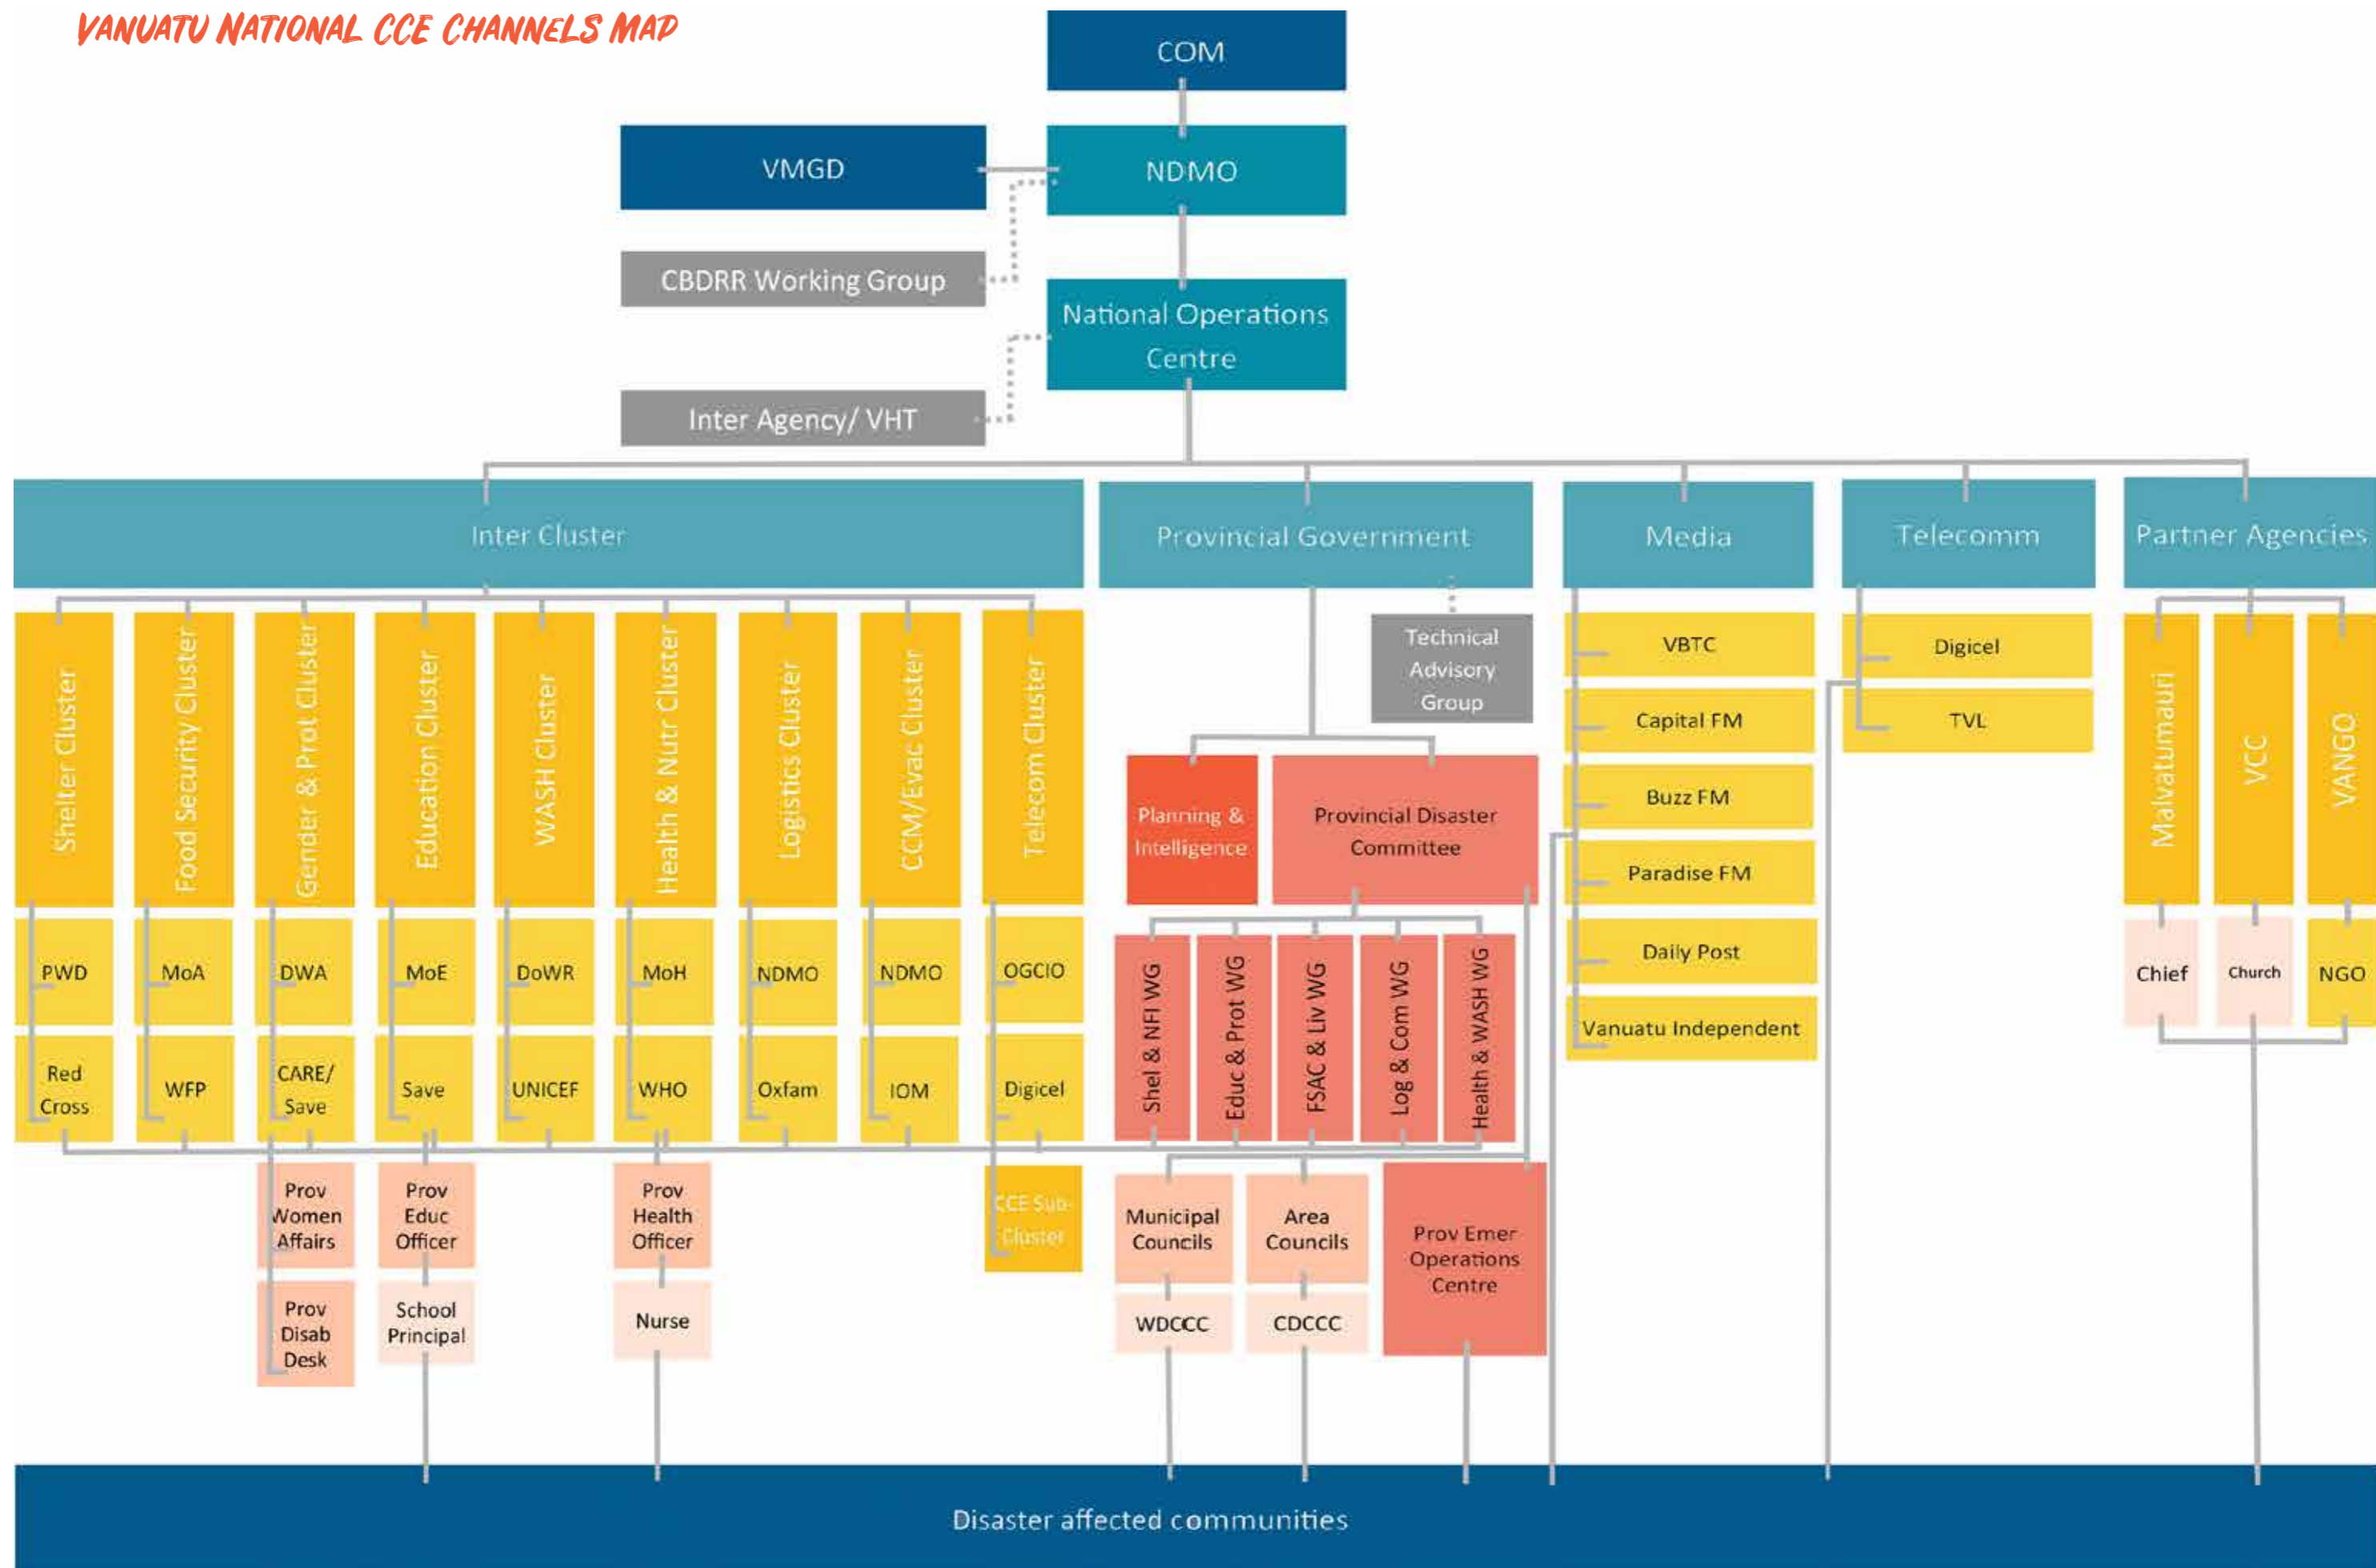 VANUATU NATIONAL CCE CHANNELS MAP
COM
VMGD
NDMO
CBDRR Working Group
National Operations
Centre
Inter Agency/ VHT
Inter Cluster
Provincial Government
Media
Telecomm
Partner Agencies
Shelter Cluster
Food Security Cluster
Gender & Prot Cluster
Education Cluster
WASH Cluster
Health & Nutr Cluster
Logistics Cluster
CCM/Evac Cluster
Telecom Cluster
PWD
MoA
DWA
MoE
DoWR
MoH
NDMO
NDMO
OGCIO
Red
Cross
WFP
CARE/
Save
Save
UNICEF
WHO
Oxfam
IOM
Digicel
Prov
Women
Affairs
Prov
Educ
Officer
Prov
Health
Officer
CCE Sub-
Cluster
Prov
Disab
Desk
School
Principal
Nurse
Technical
Advisory
Group
Planning &
Intelligence
Provincial Disaster
Committee
Shel & NFI WG
Educ & Prot WG
FSAC & Liv WG
Log & Com WG
Health & WASH WG
Municipal
Councils
Area
Councils
Prov Emer
Operations
Centre
WDCCC
CDCCC
VBTC
Capital FM
Buzz FM
Paradise FM
Daily Post
Vanuatu Independent
Digicel
TVL
Malvatumauri
VCC
VANGO
Chief
Church
NGO
Disaster affected communities